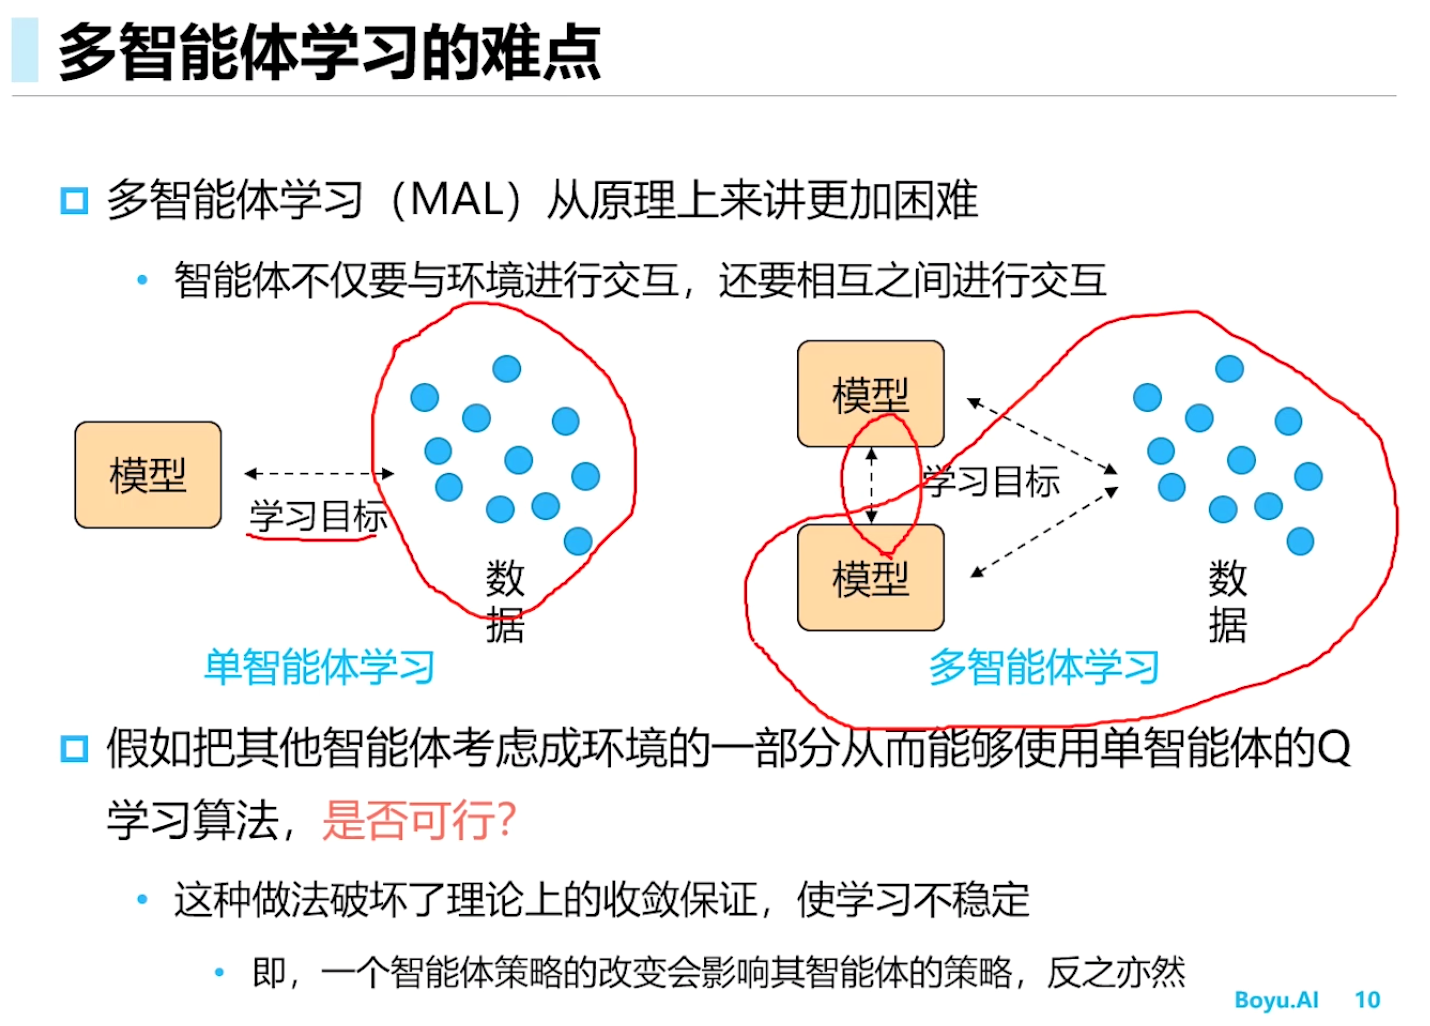 多智能体学习的难点
多智能体学习（MAL）从原理上来讲更加困难
智能体不仅要与环境进行交互，还要相互之间进行交互
模型
学习目标
数
据
单智能体学习
模型
学习目标
模型
数
据
多智能体学习
假如把其他智能体考虑成环境的一部分从而能够使用单智能体的Q
学习算法，是否可行？
这种做法破坏了理论上的收敛保证，使学习不稳定
即，一个智能体策略的改变会影响其智能体的策略，反之亦然
Boyu.AI 10